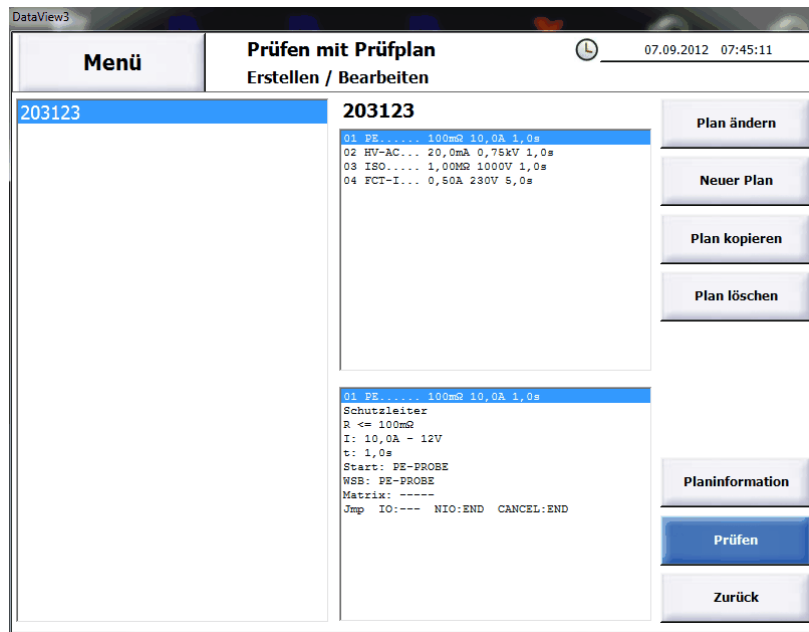 DataView3
Menü
Prüfen mit Prüfplan
Erstellen / Bearbeiten
07.09.2012 07:45:11
203123
203123
01 PE...... 100mΩ 10,0A 1,0s
02 HV-AC... 20,0mA 0,75kV 1,0s
03 ISO..... 1,00MΩ 1000V 1,0s
04 FCT-I... 0,50A 230V 5,0s
01 PE...... 100mΩ 10,0A 1,0s
Schutzleiter
R <= 100mΩ
I: 10,0A - 12V
t: 1,0s
Start: PE-PROBE
WSB: PE-PROBE
Matrix: -----
Jmp IO:--- NIO:END CANCEL:END
Plan ändern
Neuer Plan
Plan kopieren
Plan löschen
Planinformation
Prüfen
Zurück